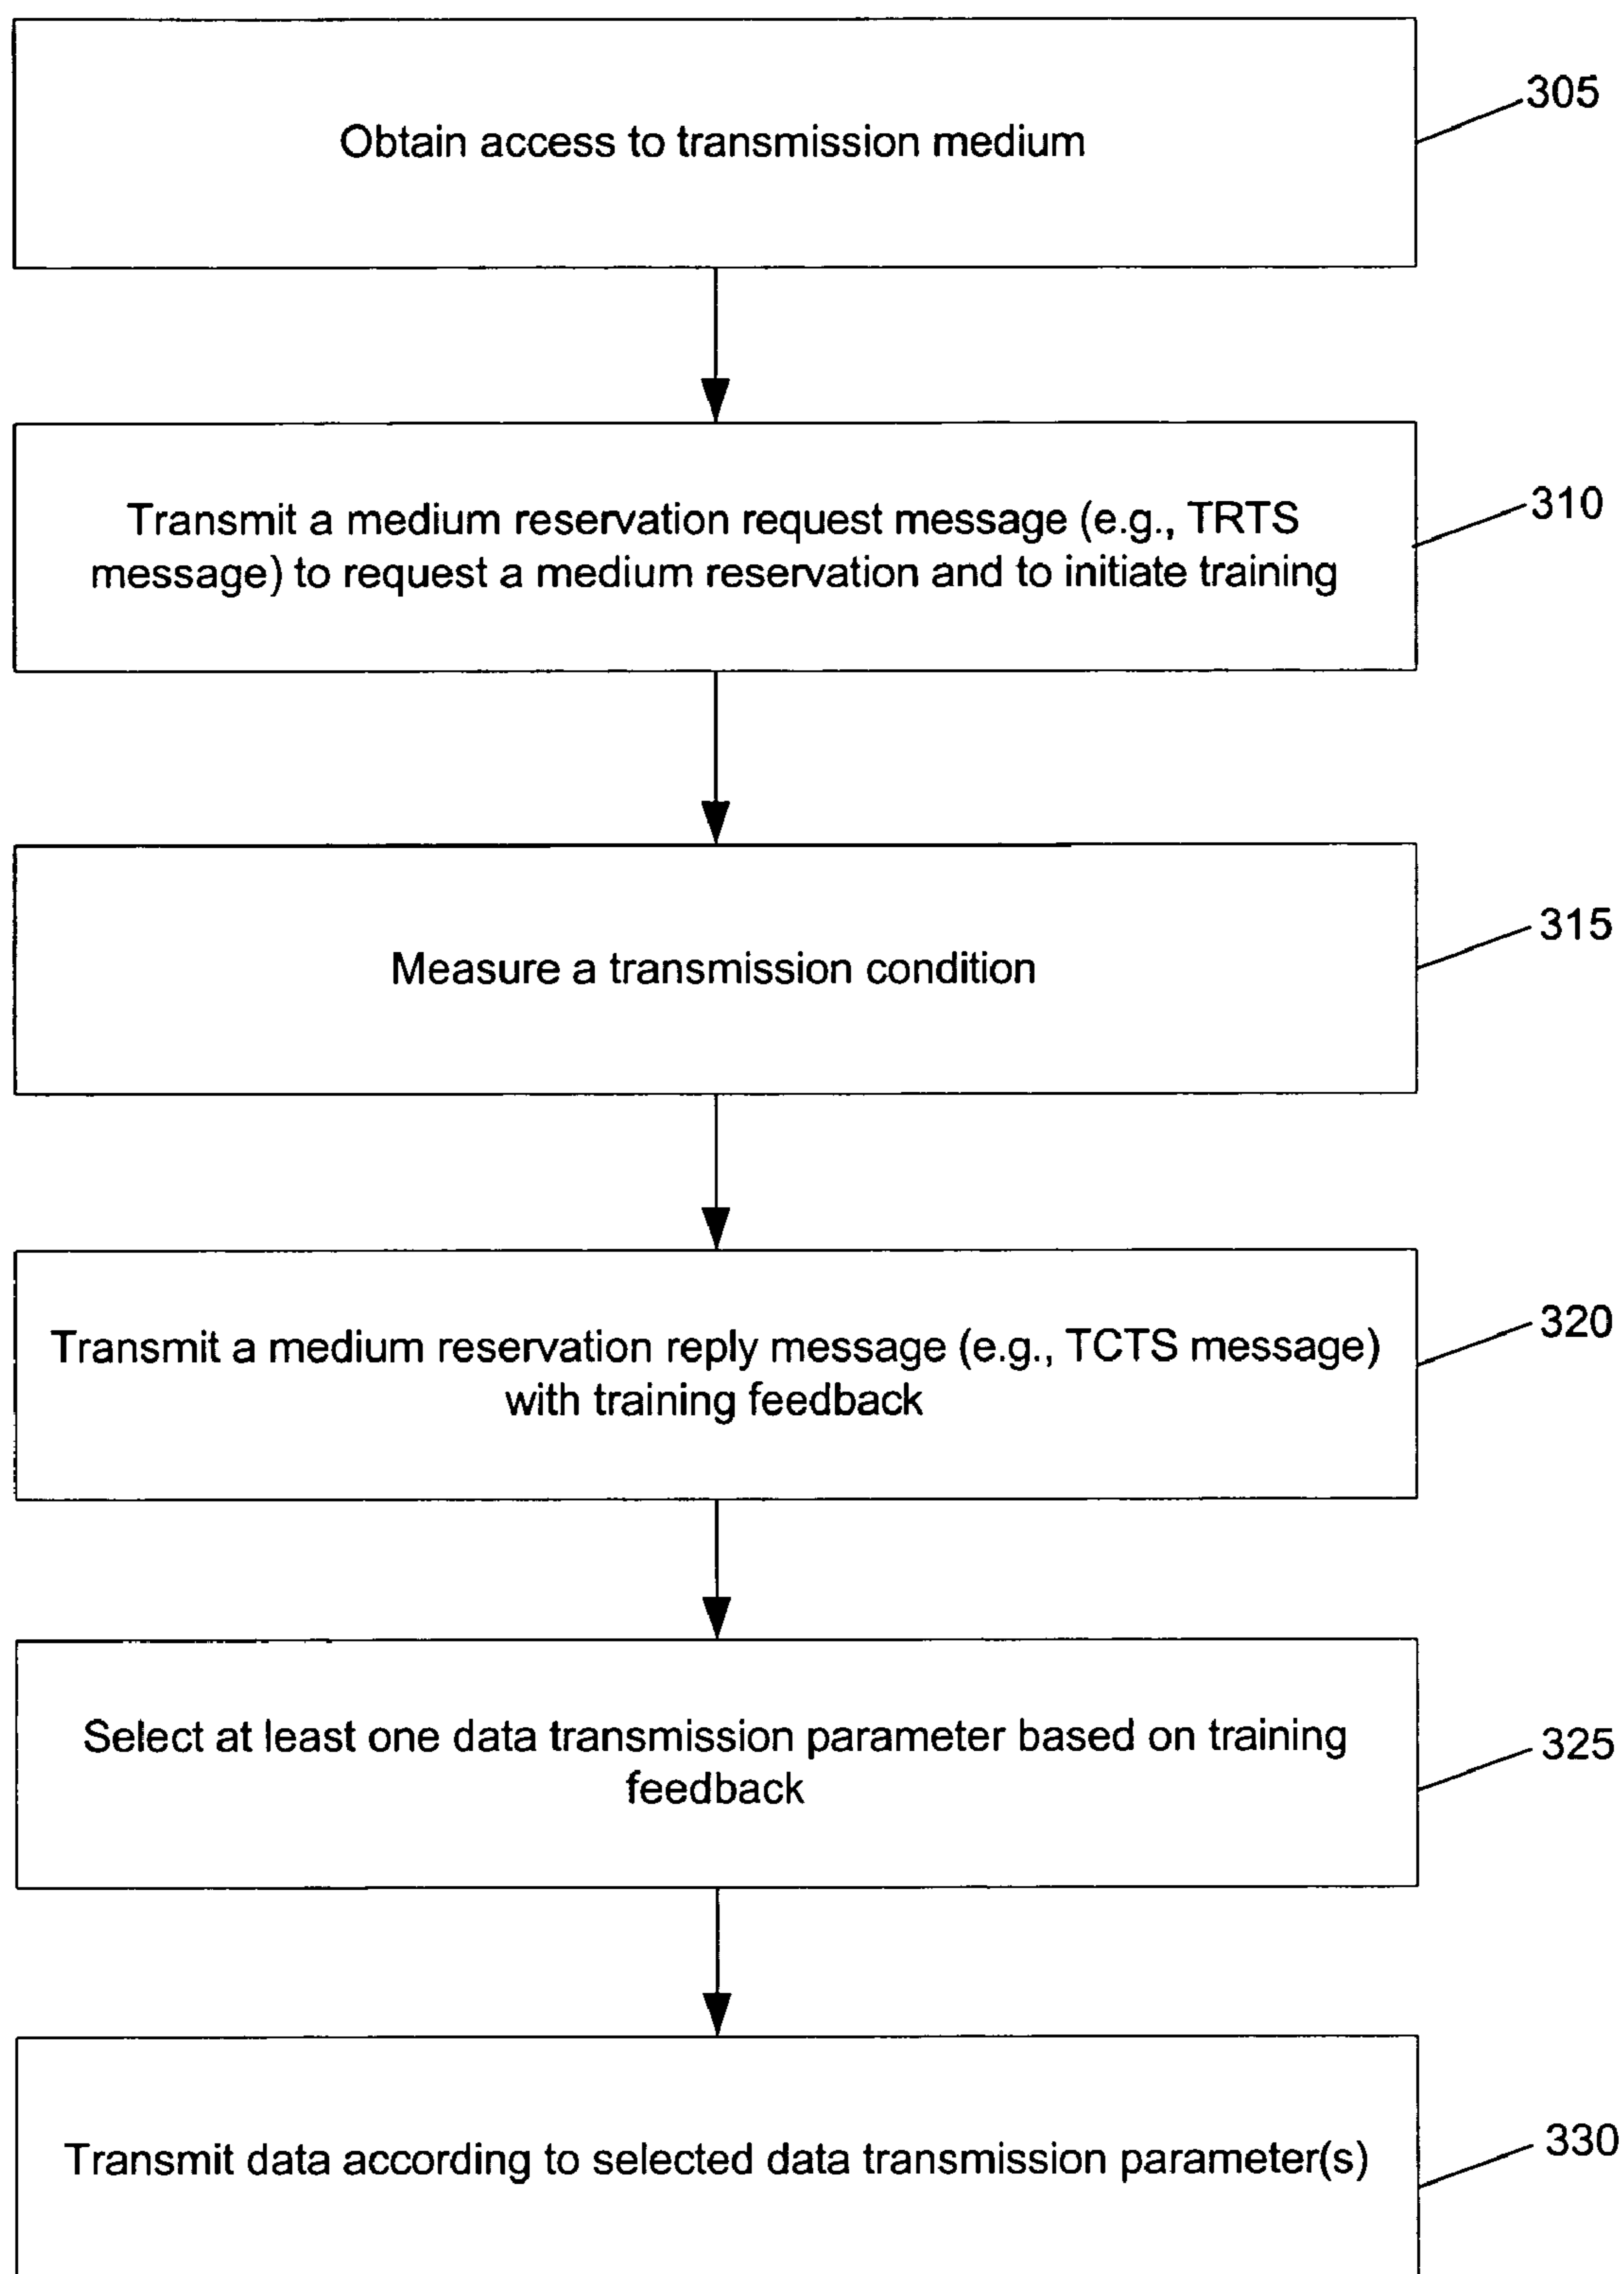 Obtain access to transmission medium
305
Transmit a medium reservation request message (e.g., TRTS
message) to request a medium reservation and to initiate training
310
Measure a transmission condition
315
Transmit a medium reservation reply message (e.g., TCTS message)
with training feedback
320
Select at least one data transmission parameter based on training
feedback
325
Transmit data according to selected data transmission parameter(s)
330